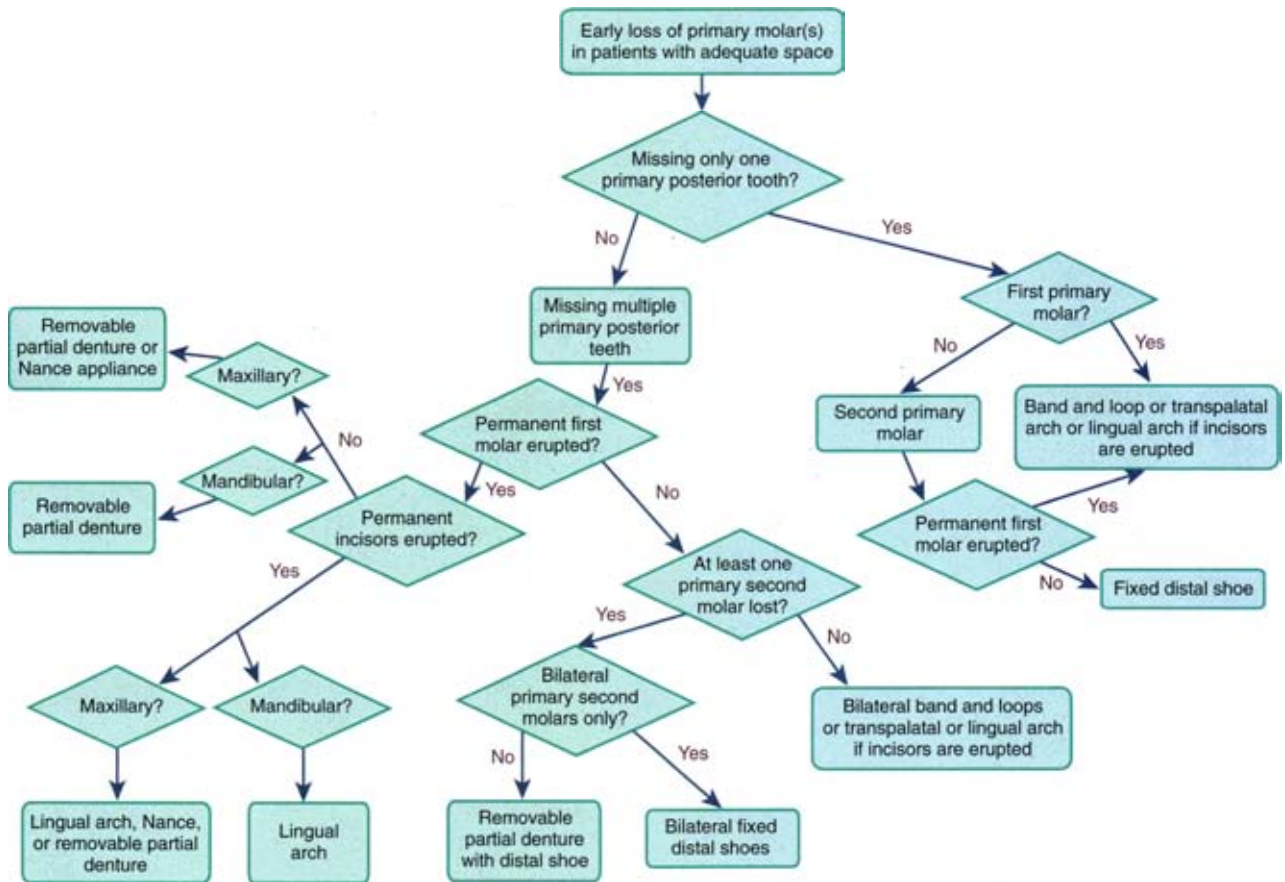 Early loss of primary molar(s)
in patients with adequate space
Missing only one
primary posterior tooth?
No
Yes
First primary
molar?
Missing multiple
primary posterior
teeth
Removable
partial denture or
Nance appliance
Maxillary?
No
Yes
Yes
Second primary
molar
Band and loop or transpalatal
arch or lingual arch if incisors
are erupted
Permanent first
molar erupted?
No
Mandibular?
Yes
No
Removable
partial denture
Permanent
incisors erupted?
Yes
Permanent first
molar erupted?
At least one
primary second
molar lost?
No
Fixed distal shoe
Yes
Yes
No
Bilateral
primary second
molars only?
Maxillary?
Mandibular?
Bilateral band and loops
or transpalatal or lingual arch
if incisors are erupted
No
Yes
Lingual arch, Nance,
or removable partial
denture
Lingual
arch
Removable
partial denture
with distal shoe
Bilateral fixed
distal shoes